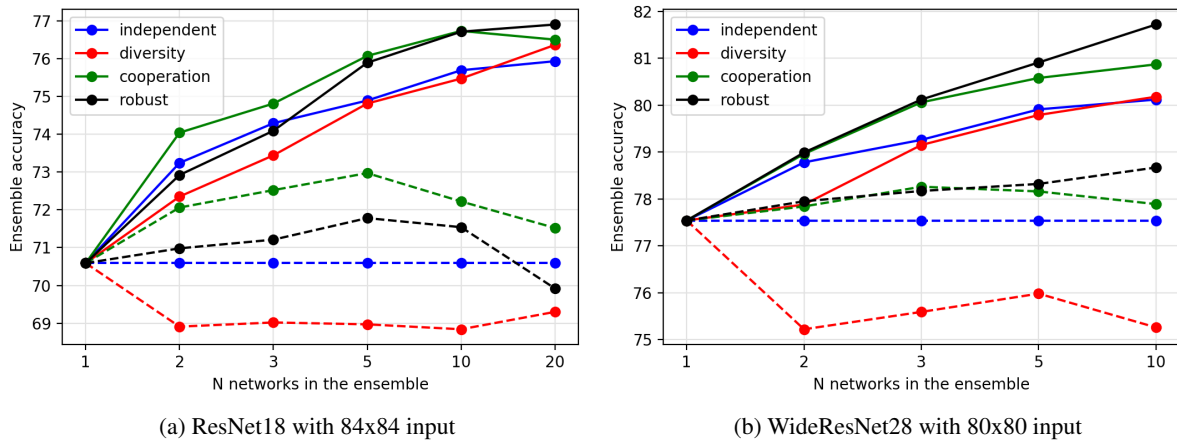 77
76
75
74
73
72
71
70
69
Ensemble accuracy
independent
diversity
cooperation
robust
1 2 3 5 10 20
N networks in the ensemble
(a) ResNet18 with 84x84 input
82
81
80
79
78
77
76
75
Ensemble accuracy
independent
diversity
cooperation
robust
1 2 3 5 10
N networks in the ensemble
(b) WideResNet28 with 80x80 input